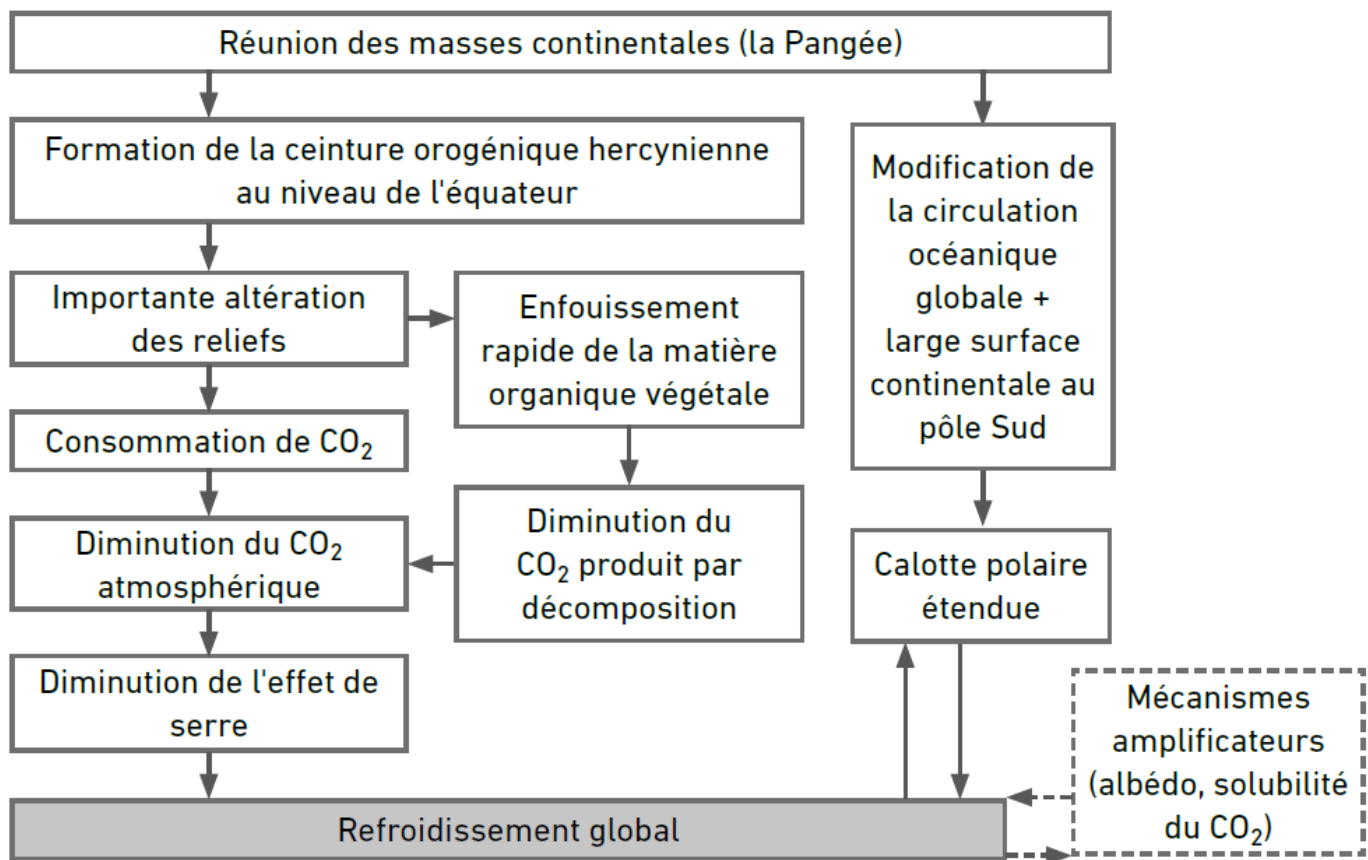 Réunion des masses continentales (la Pangée)
Formation de la ceinture orogénique hercynienne
au niveau de l'équateur
Importante altération
des reliefs
Enfouissement
rapide de la matière
organique végétale
Modification de
la circulation
océanique
globale +
large surface
continentale au
pôle Sud
Consommation de CO₂
Diminution du CO₂
atmosphérique
Diminution du
CO₂ produit par
décomposition
Calotte polaire
étendue
Diminution de l'effet de
serre
Mécanismes
amplificateurs
(albédo, solubilité
du CO₂)
Refroidissement global